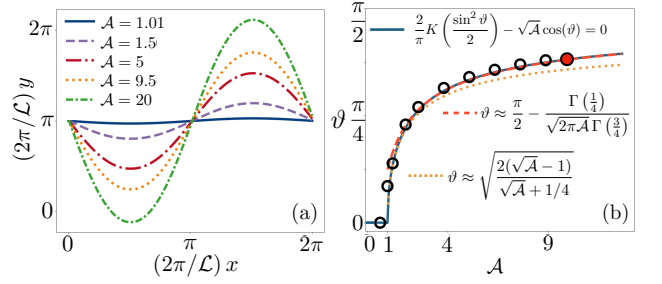 2π
π
0
(2π/ℒ) y
𝒜 = 1.01
𝒜 = 1.5
𝒜 = 5
𝒜 = 9.5
𝒜 = 20
(a)
0 π 2π
(2π/ℒ) x
π/2
π/4
0
ϑ
2/π K (sin² ϑ / 2) − √𝒜 cos(ϑ) = 0
ϑ ≈ π/2 − Γ (1/4) / √2π𝒜 Γ (3/4)
ϑ ≈ √ 2(√𝒜 − 1) / √𝒜 + 1/4
(b)
0 1 4 9
𝒜